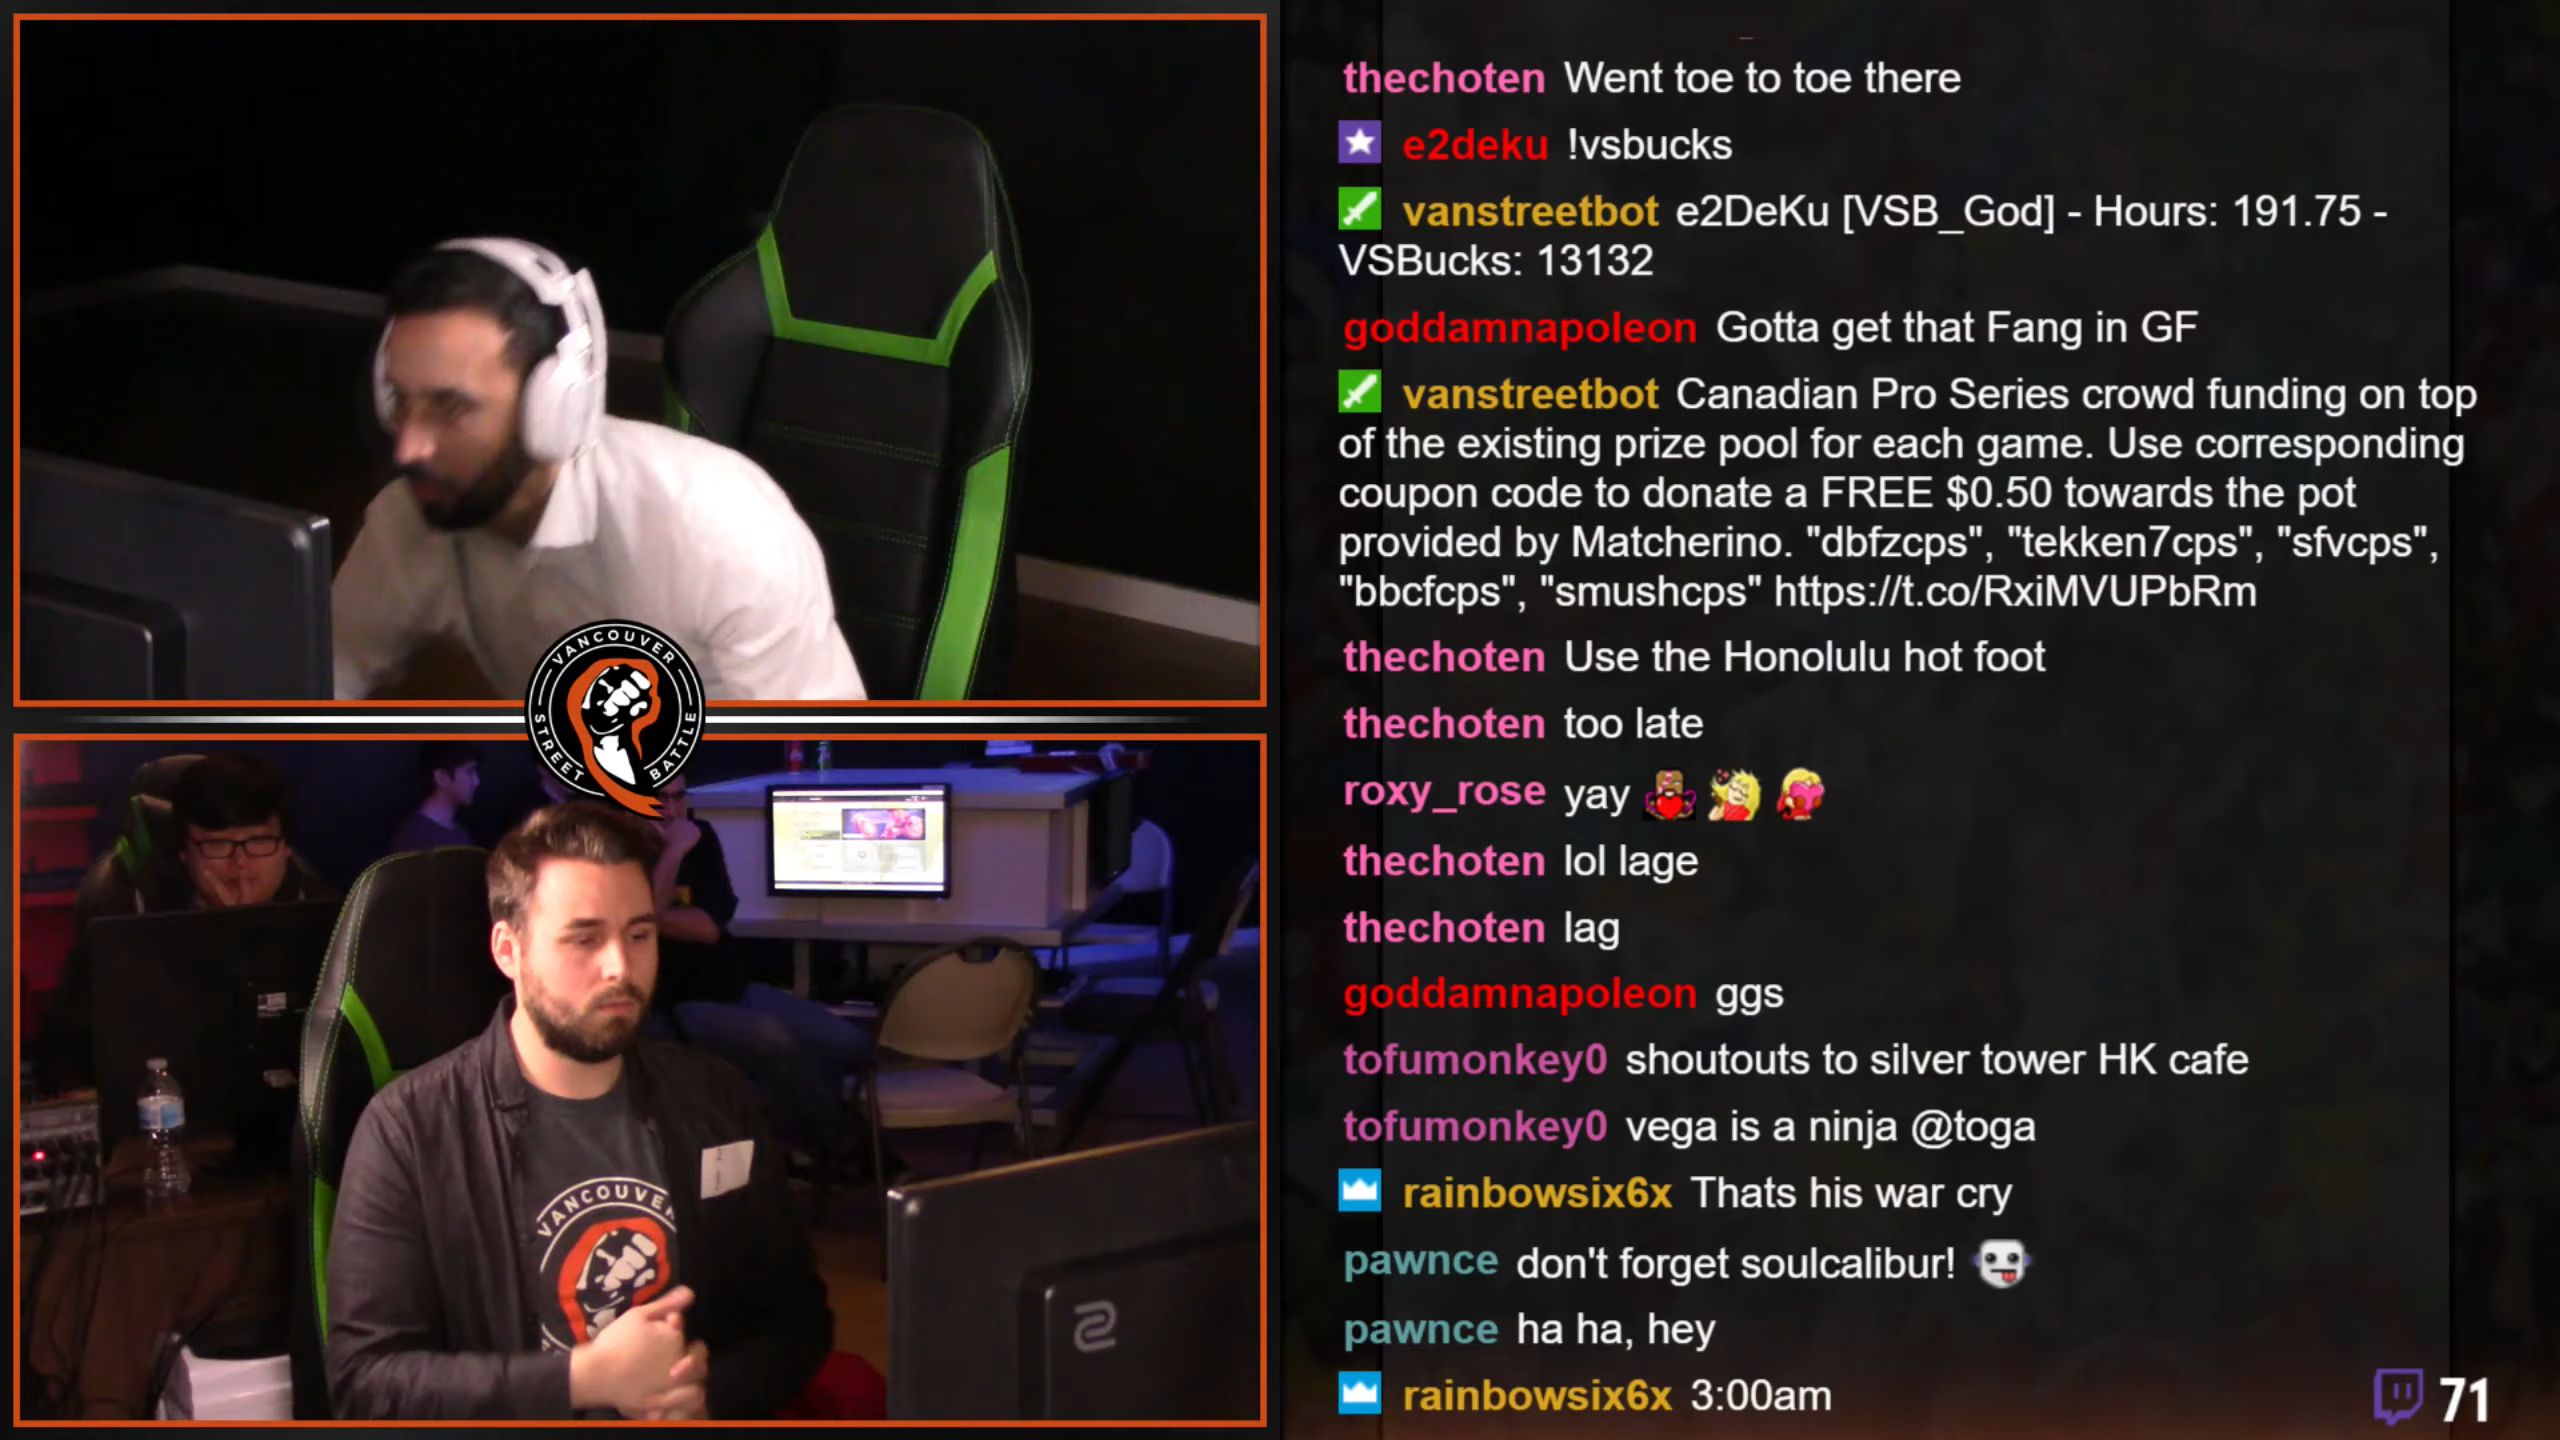 thechoten Went toe to toe there
e2deku !vsbucks
vanstreetbot e2DeKu [VSB_God] - Hours: 191.75 -
VSBucks: 13132
goddamnapoleon Gotta get that Fang in GF
vanstreetbot Canadian Pro Series crowd funding on top
of the existing prize pool for each game. Use corresponding
coupon code to donate a FREE $0.50 towards the pot
provided by Matcherino. "dbfzcps", "tekken7cps", "sfvcps",
"bbcfcps", "smushcps" https://t.co/RxiMVUPbRm
thechoten Use the Honolulu hot foot
thechoten too late
roxy_rose yay
thechoten lol lage
thechoten lag
goddamnapoleon ggs
tofumonkey0 shoutouts to silver tower HK cafe
tofumonkey0 vega is a ninja @toga
rainbowsix6x Thats his war cry
pawnce don't forget soulcalibur!
pawnce ha ha, hey
rainbowsix6x 3:00am
71
VANCOUVER
STREET BATTLE
VANCOUVER